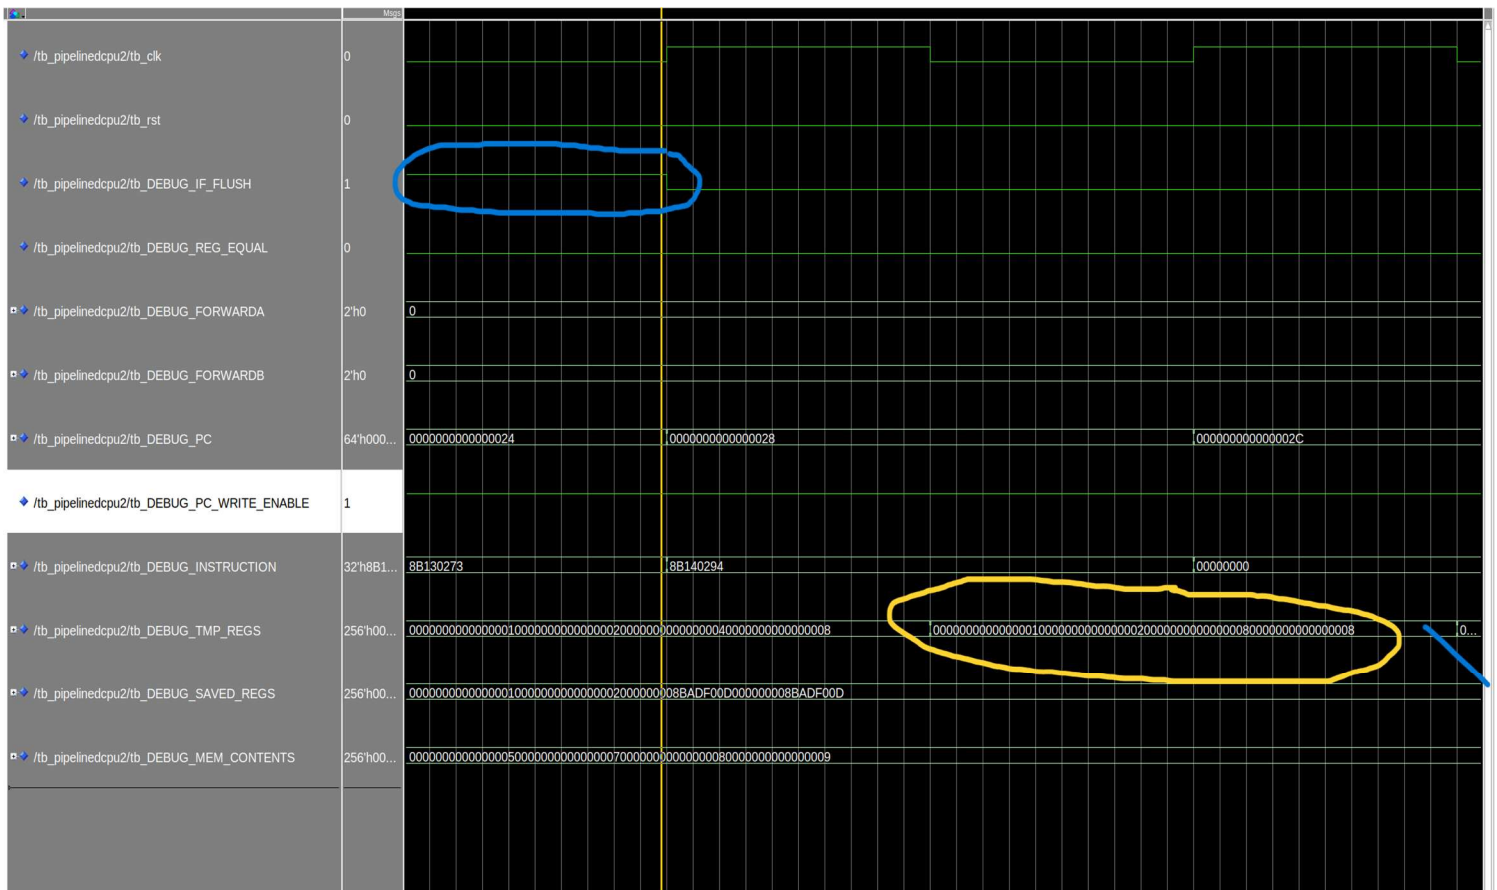 Msgs
/tb_pipelinedcpu2/tb_clk 0
/tb_pipelinedcpu2/tb_rst 0
/tb_pipelinedcpu2/tb_DEBUG_IF_FLUSH 1
/tb_pipelinedcpu2/tb_DEBUG_REG_EQUAL 0
/tb_pipelinedcpu2/tb_DEBUG_FORWARDA 2'h0 0
/tb_pipelinedcpu2/tb_DEBUG_FORWARDB 2'h0 0
/tb_pipelinedcpu2/tb_DEBUG_PC 64'h000... 0000000000000024 0000000000000028 000000000000002C
/tb_pipelinedcpu2/tb_DEBUG_PC_WRITE_ENABLE 1
/tb_pipelinedcpu2/tb_DEBUG_INSTRUCTION 32'h8B1... 8B130273 8B140294 00000000
/tb_pipelinedcpu2/tb_DEBUG_TMP_REGS 256'h00... 0000000000000001000000000000000200000000000000040000000000000008 0000000000000001000000000000000200000000000000080000000000000008 0...
/tb_pipelinedcpu2/tb_DEBUG_SAVED_REGS 256'h00... 00000000000000010000000000000002000000008BADF00D000000008BADF00D
/tb_pipelinedcpu2/tb_DEBUG_MEM_CONTENTS 256'h00... 0000000000000005000000000000000700000000000000080000000000000009